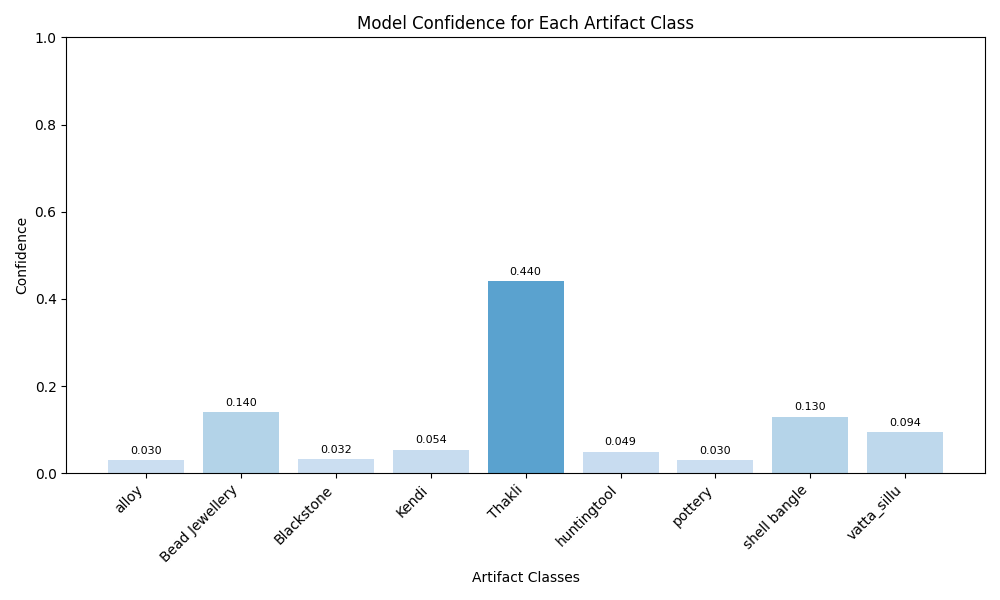 Model Confidence for Each Artifact Class
1.0
0.8
0.6
0.4
0.2
0.0
Confidence
0.030
0.140
0.032
0.054
0.440
0.049
0.030
0.130
0.094
alloy
Bead Jewellery
Blackstone
Kendi
Thakli
huntingtool
pottery
shell bangle
vatta_sillu
Artifact Classes